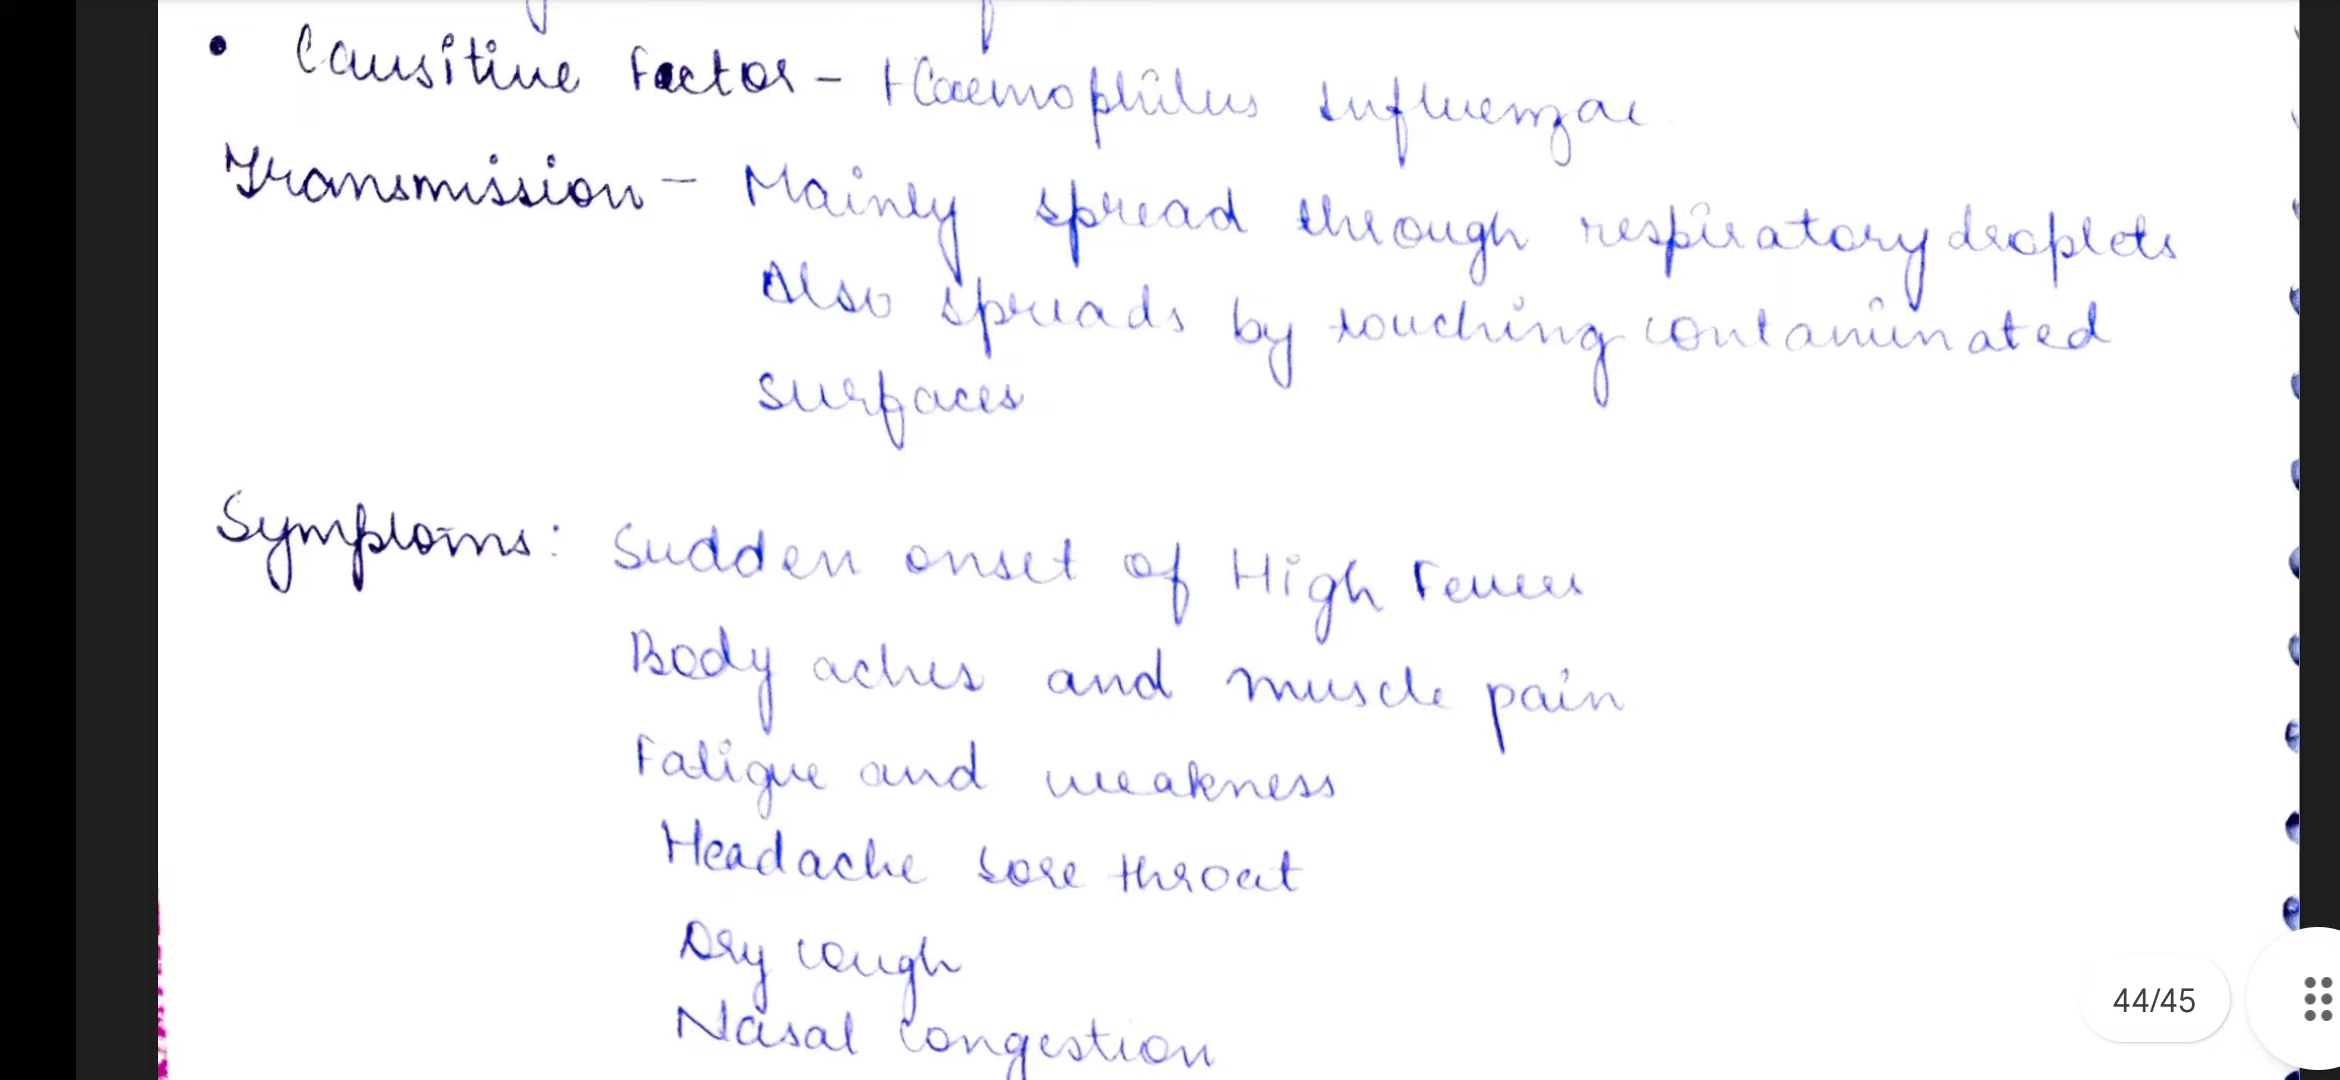 • Causitive Factor - Haemophilus Influenzae
Transmission - Mainly spread through respiratory droplets
Also spreads by touching contaminated
surfaces
Symptoms: Sudden onset of High Fever
Body aches and muscle pain
Fatigue and weakness
Headache sore throat
Dry cough
Nasal Congestion
44/45